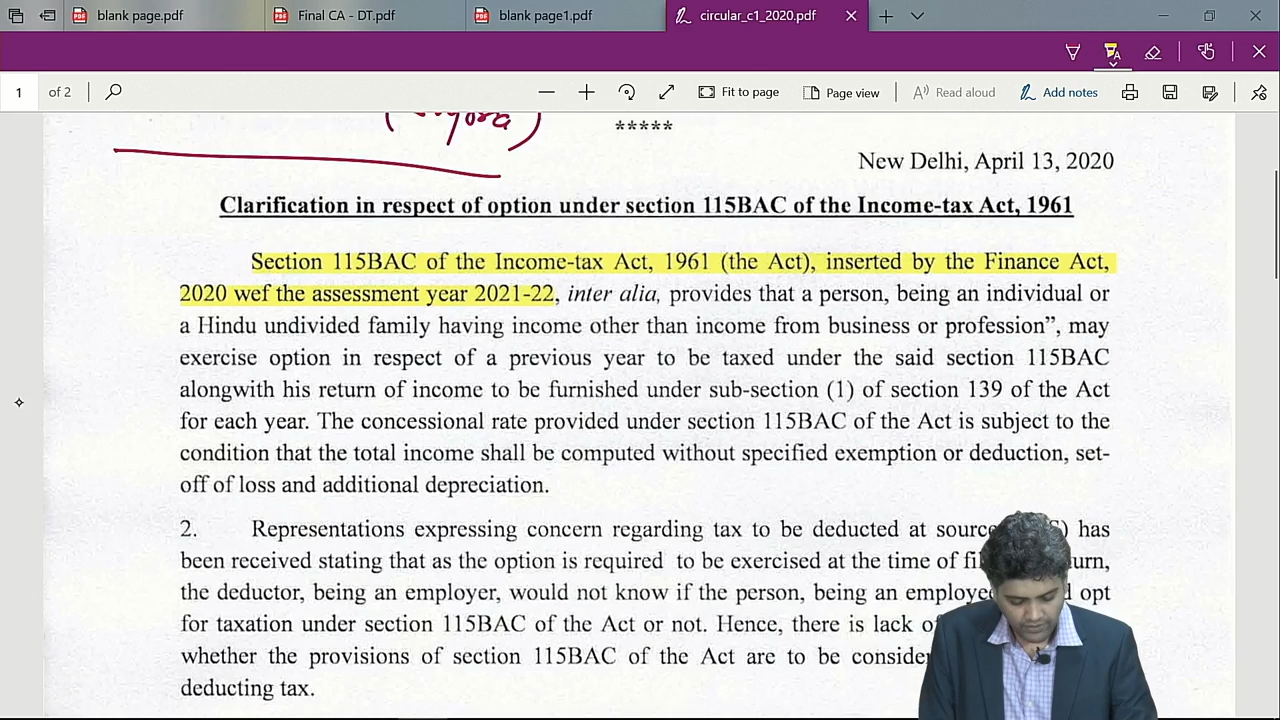 blank page.pdf
Final CA - DT.pdf
blank page1.pdf
circular_c1_2020.pdf
1 of 2
Fit to page
Page view
Read aloud
Add notes
*****
New Delhi, April 13, 2020
Clarification in respect of option under section 115BAC of the Income-tax Act, 1961
Section 115BAC of the Income-tax Act, 1961 (the Act), inserted by the Finance Act,
2020 wef the assessment year 2021-22, inter alia, provides that a person, being an individual or
a Hindu undivided family having income other than income from business or profession”, may
exercise option in respect of a previous year to be taxed under the said section 115BAC
alongwith his return of income to be furnished under sub-section (1) of section 139 of the Act
for each year. The concessional rate provided under section 115BAC of the Act is subject to the
condition that the total income shall be computed without specified exemption or deduction, set-
off of loss and additional depreciation.
2. Representations expressing concern regarding tax to be deducted at source has
been received stating that as the option is required to be exercised at the time of
the deductor, being an employer, would not know if the person, being an employee opt
for taxation under section 115BAC of the Act or not. Hence, there is lack of
whether the provisions of section 115BAC of the Act are to be
deducting tax.